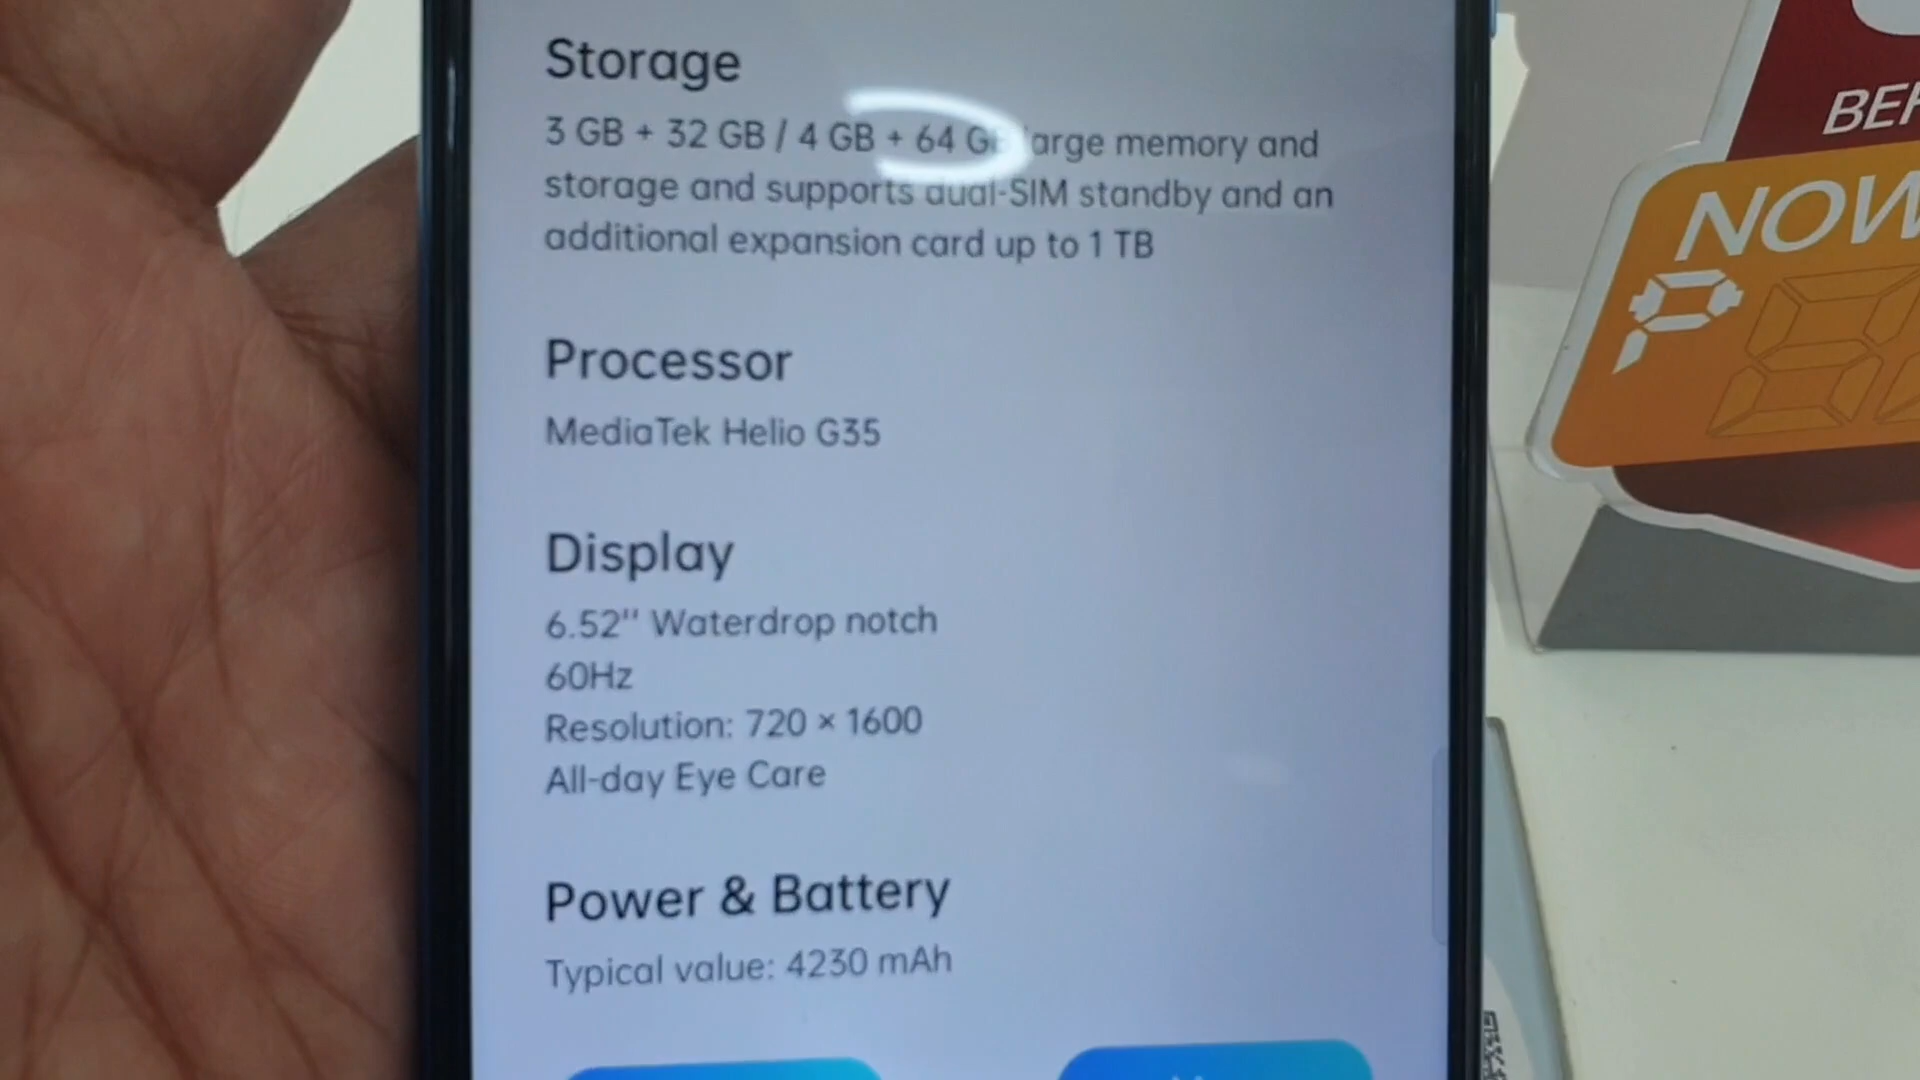 Storage
3 GB + 32 GB / 4 GB + 64 large memory and
storage and supports dual-SIM standby and an
additional expansion card up to 1 TB
Processor
MediaTek Helio G35
Display
6.52" Waterdrop notch
60Hz
Resolution: 720 × 1600
All-day Eye Care
Power & Battery
Typical value: 4230 mAh
NOW
P